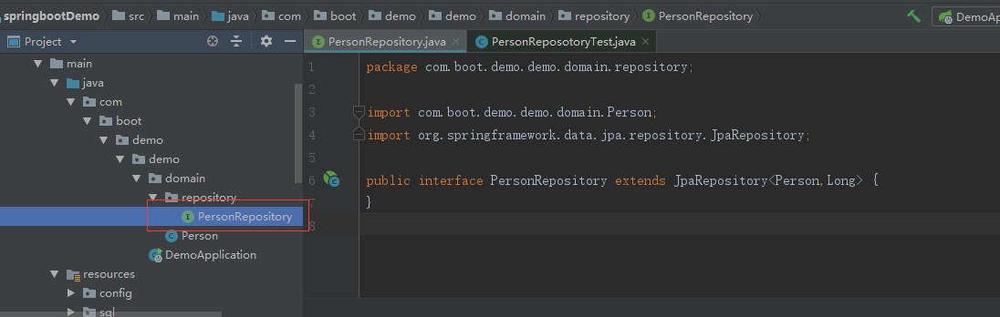 springbootDemo src main java com boot demo demo domain repository PersonRepository DemoAp
Project
PersonRepository.java
PersonReposotoryTest.java
main
java
com
boot
demo
demo
domain
repository
PersonRepository
Person
DemoApplication
resources
config
sql
1 package com.boot.demo.demo.domain.repository;
2
3 import com.boot.demo.demo.domain.Person;
4 import org.springframework.data.jpa.repository.JpaRepository;
5
6 public interface PersonRepository extends JpaRepository<Person,Long> {
7 }
8